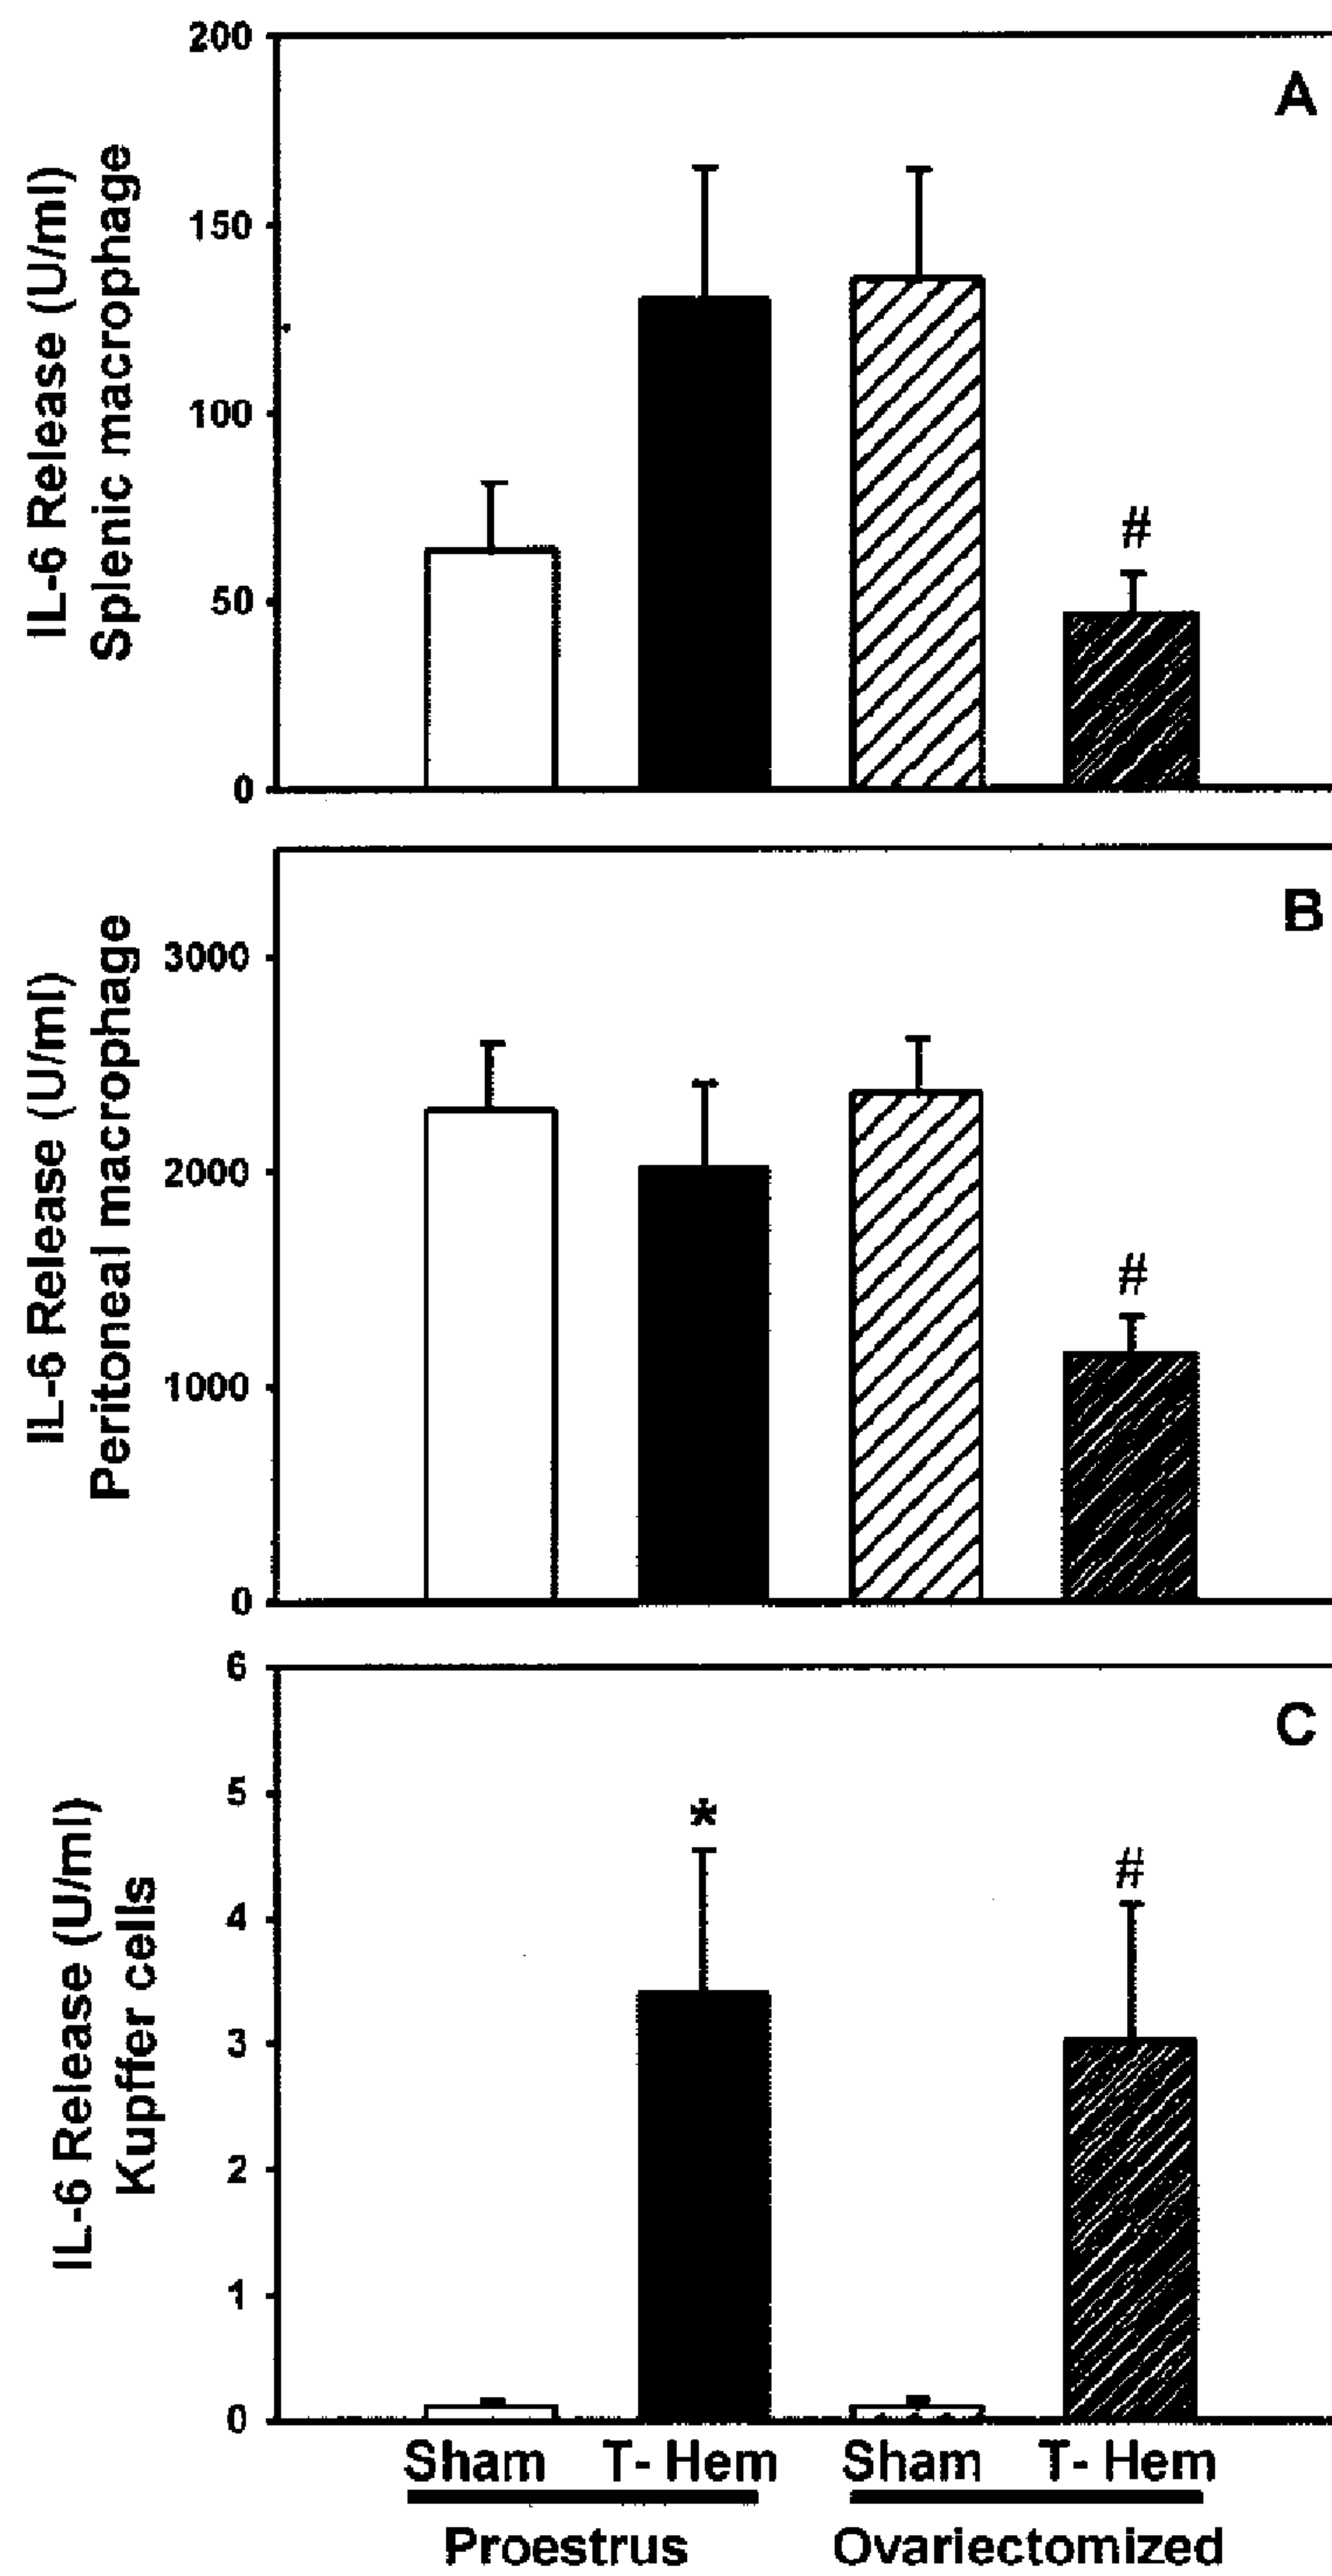 A
IL-6 Release (U/ml)
Splenic macrophage
200
150
100
50
0
#
B
IL-6 Release (U/ml)
Peritoneal macrophage
3000
2000
1000
0
#
C
IL-6 Release (U/ml)
Kupffer cells
6
5
4
3
2
1
0
*
#
Sham T- Hem Sham T- Hem
Proestrus Ovariectomized